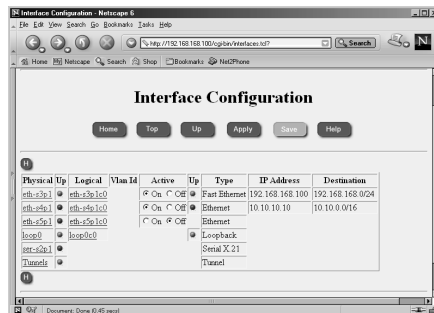 Interface Configuration - Netscape 6
File Edit View Search Go Bookmarks Tasks Help
http://192.168.168.100/cgi-bin/interfaces.tcl? Search N
Home Netscape Search Shop Bookmarks Net2Phone
Interface Configuration
Home Top Up Apply Save Help
H
Physical Up Logical Vlan Id Active Up Type IP Address Destination
eth-s3p1 eth-s3p1c0 On Off Fast Ethernet 192.168.168.100 192.168.168.0/24
eth-s4p1 eth-s4p1c0 On Off Ethernet 10.10.10.10 10.10.0.0/16
eth-s5p1 eth-s5p1c0 On Off Ethernet
loop0 loop0c0 Loopback
ser-s2p1 Serial X.21
Tunnels Tunnel
H
Document: Done (0.45 secs)